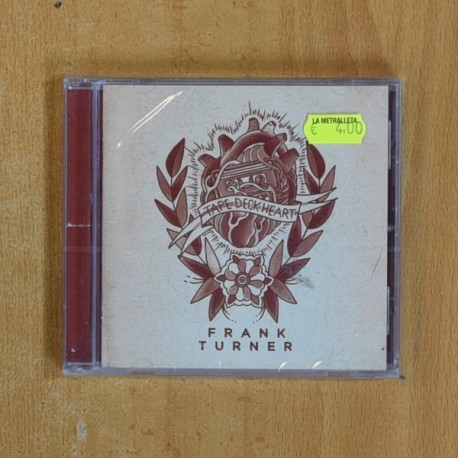 LA METRALLETA
€ 4,00
TAPE DECK HEART
FRANK
TURNER